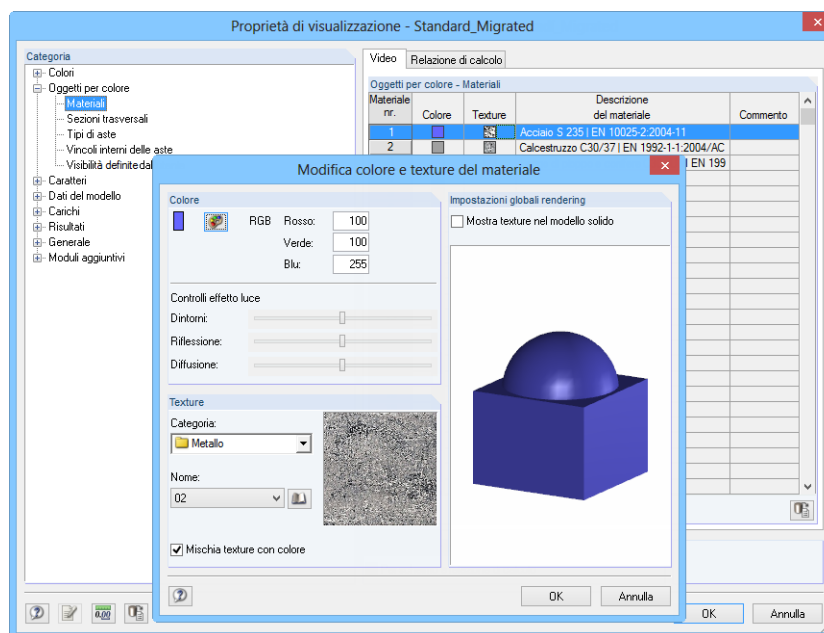 Proprietà di visualizzazione - Standard_Migrated
Categoria
Colori
Oggetti per colore
Materiali
Sezioni trasversali
Tipi di aste
Vincoli interni delle aste
Visibilità definite dal
Caratteri
Dati del modello
Carichi
Risultati
Generale
Moduli aggiuntivi
Video
Relazione di calcolo
Oggetti per colore - Materiali
Materiale nr.
Colore
Texture
Descrizione del materiale
Commento
1
Acciaio S 235 | EN 10025-2:2004-11
2
Calcestruzzo C30/37 | EN 1992-1-1:2004/AC
| EN 199
Modifica colore e texture del materiale
Colore
RGB Rosso: 100
Verde: 100
Blu: 255
Controlli effetto luce
Dintorni:
Riflessione:
Diffusione:
Texture
Categoria:
Metallo
Nome:
02
Mischia texture con colore
Impostazioni globali rendering
Mostra texture nel modello solido
OK
Annulla
0.00
OK
Annulla